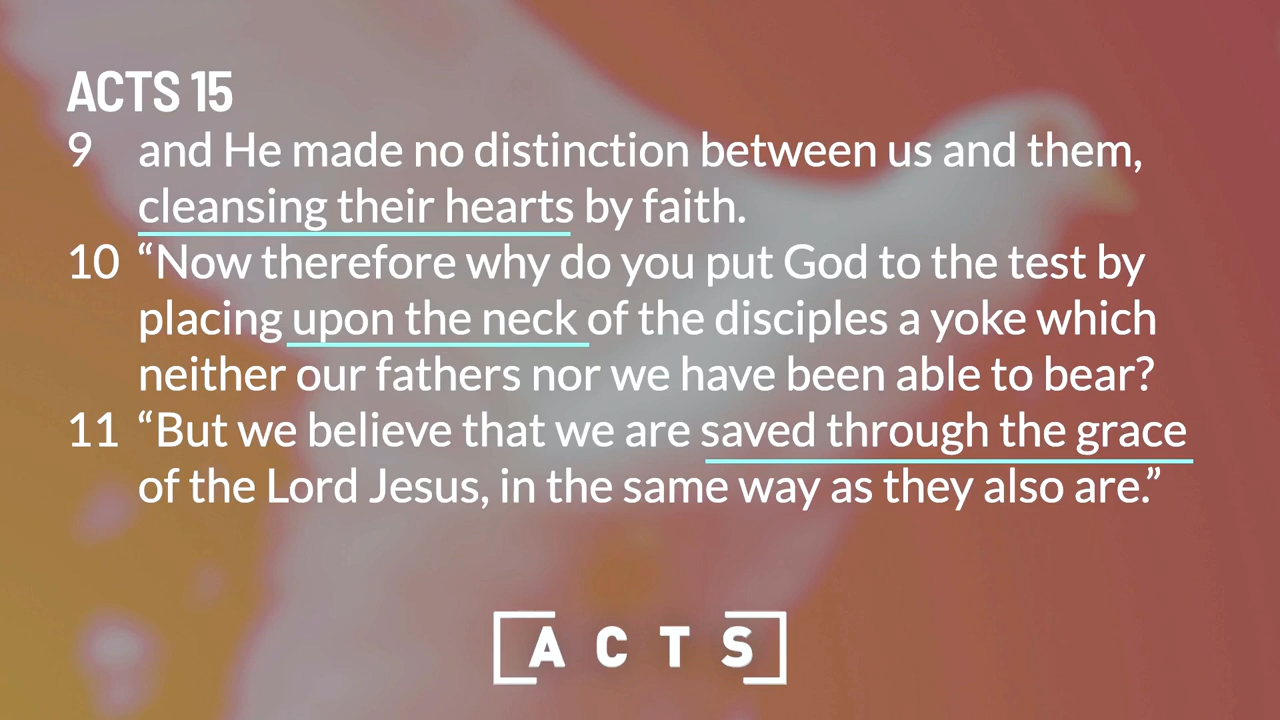 ACTS 15
9 and He made no distinction between us and them,
cleansing their hearts by faith.
10 “Now therefore why do you put God to the test by
placing upon the neck of the disciples a yoke which
neither our fathers nor we have been able to bear?
11 “But we believe that we are saved through the grace
of the Lord Jesus, in the same way as they also are.”
ACTS